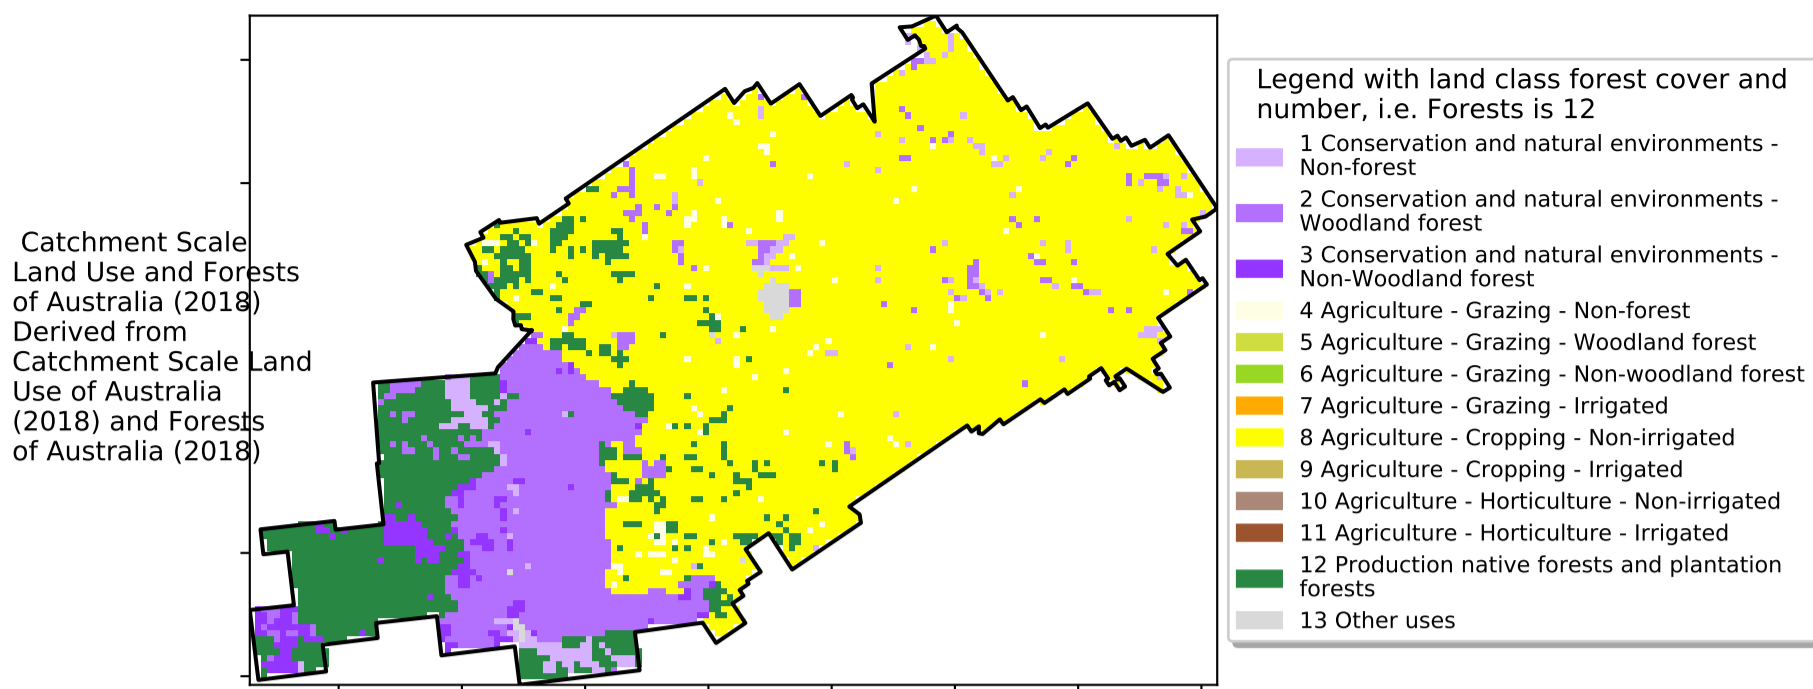 Catchment Scale
Land Use and Forests
of Australia (2018)
Derived from
Catchment Scale Land
Use of Australia
(2018) and Forests
of Australia (2018)
Legend with land class forest cover and
number, i.e. Forests is 12
1 Conservation and natural environments -
Non-forest
2 Conservation and natural environments -
Woodland forest
3 Conservation and natural environments -
Non-Woodland forest
4 Agriculture - Grazing - Non-forest
5 Agriculture - Grazing - Woodland forest
6 Agriculture - Grazing - Non-woodland forest
7 Agriculture - Grazing - Irrigated
8 Agriculture - Cropping - Non-irrigated
9 Agriculture - Cropping - Irrigated
10 Agriculture - Horticulture - Non-irrigated
11 Agriculture - Horticulture - Irrigated
12 Production native forests and plantation
forests
13 Other uses